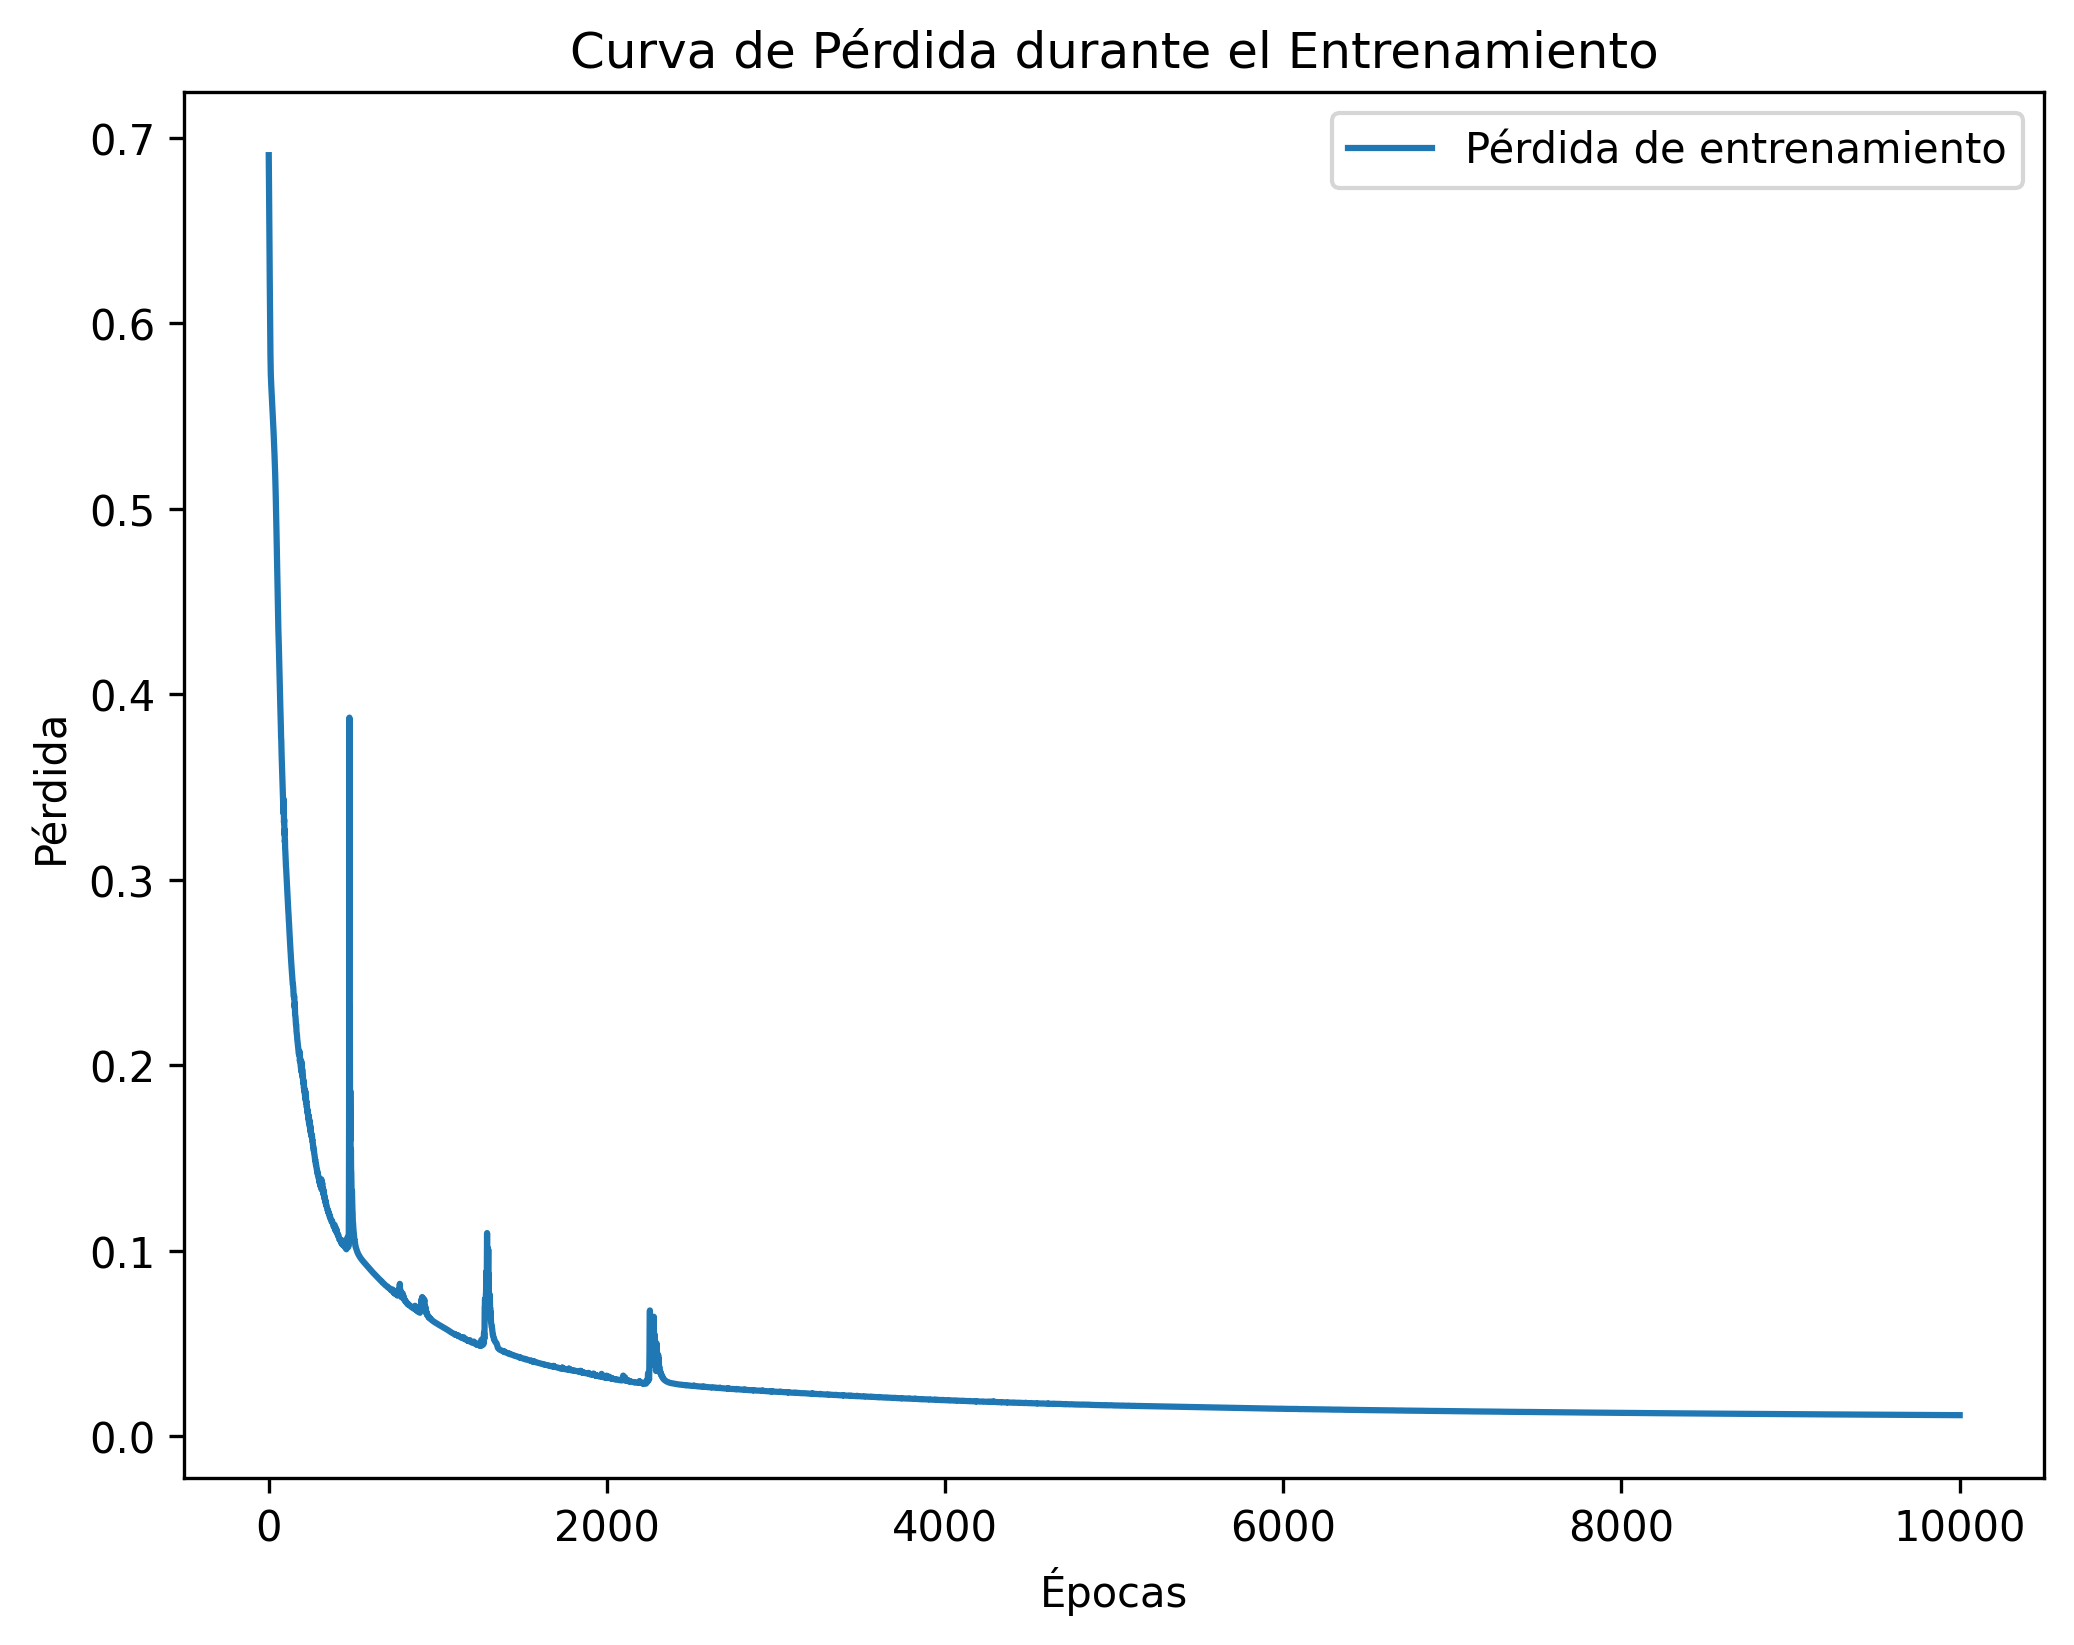 Curva de Pérdida durante el Entrenamiento
Pérdida de entrenamiento
0.7
0.6
0.5
0.4
0.3
0.2
0.1
0.0
Pérdida
0 2000 4000 6000 8000 10000
Épocas